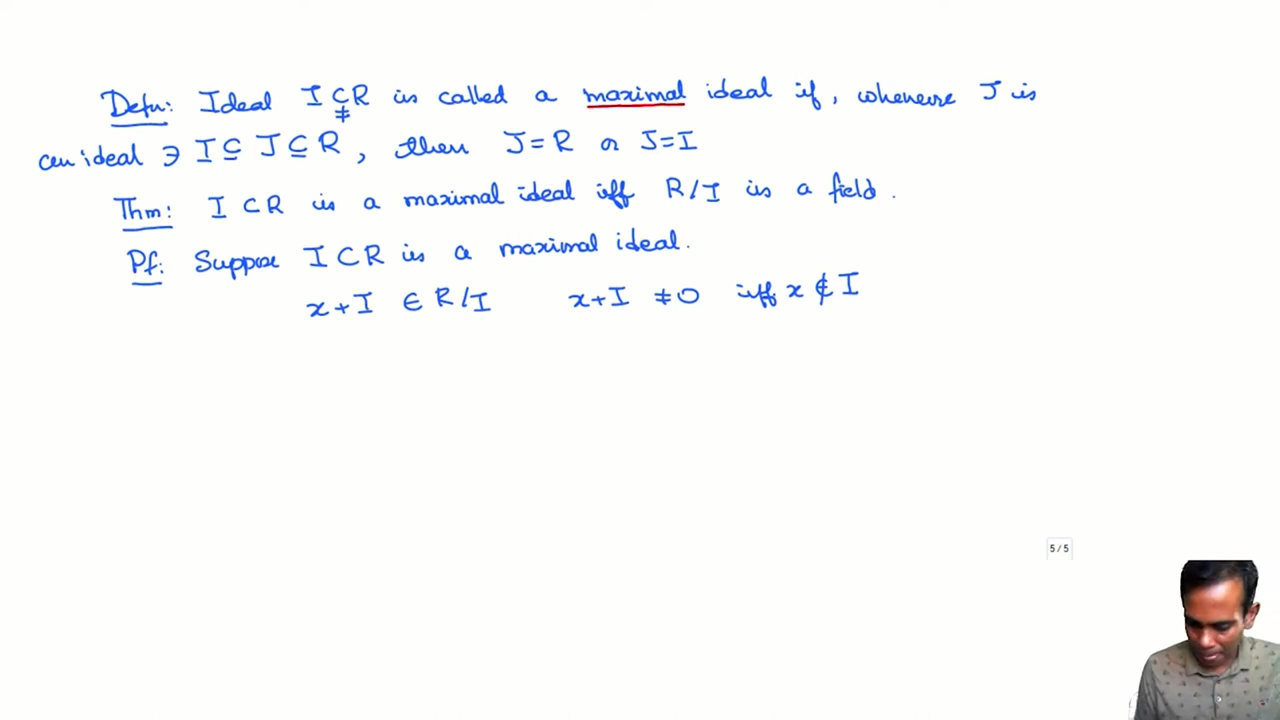 Defn: Ideal I ⊊ R is called a maximal ideal if, whenever J is
an ideal ∋ I ⊆ J ⊆ R, then J=R or J=I
Thm: I ⊂ R is a maximal ideal iff R/I is a field.
Pf: Suppose I ⊂ R is a maximal ideal.
x+I ∈ R/I x+I ≠0 iff x ∉ I
5/5